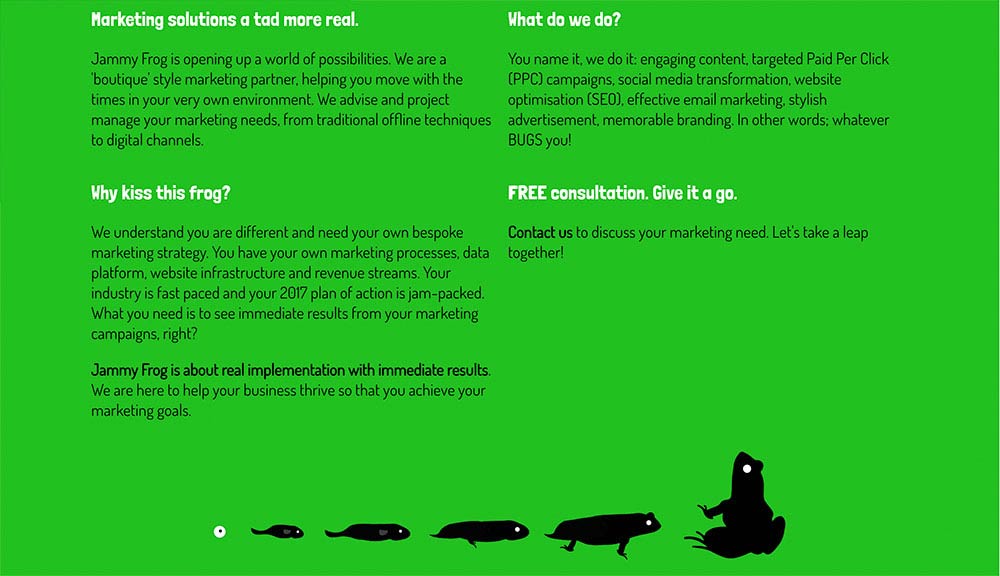 Marketing solutions a tad more real.
Jammy Frog is opening up a world of possibilities. We are a
'boutique' style marketing partner, helping you move with the
times in your very own environment. We advise and project
manage your marketing needs, from traditional offline techniques
to digital channels.
Why kiss this frog?
We understand you are different and need your own bespoke
marketing strategy. You have your own marketing processes, data
platform, website infrastructure and revenue streams. Your
industry is fast paced and your 2017 plan of action is jam-packed.
What you need is to see immediate results from your marketing
campaigns, right?
Jammy Frog is about real implementation with immediate results.
We are here to help your business thrive so that you achieve your
marketing goals.
What do we do?
You name it, we do it: engaging content, targeted Paid Per Click
(PPC) campaigns, social media transformation, website
optimisation (SEO), effective email marketing, stylish
advertisement, memorable branding. In other words; whatever
BUGS you!
FREE consultation. Give it a go.
Contact us to discuss your marketing need. Let's take a leap
together!